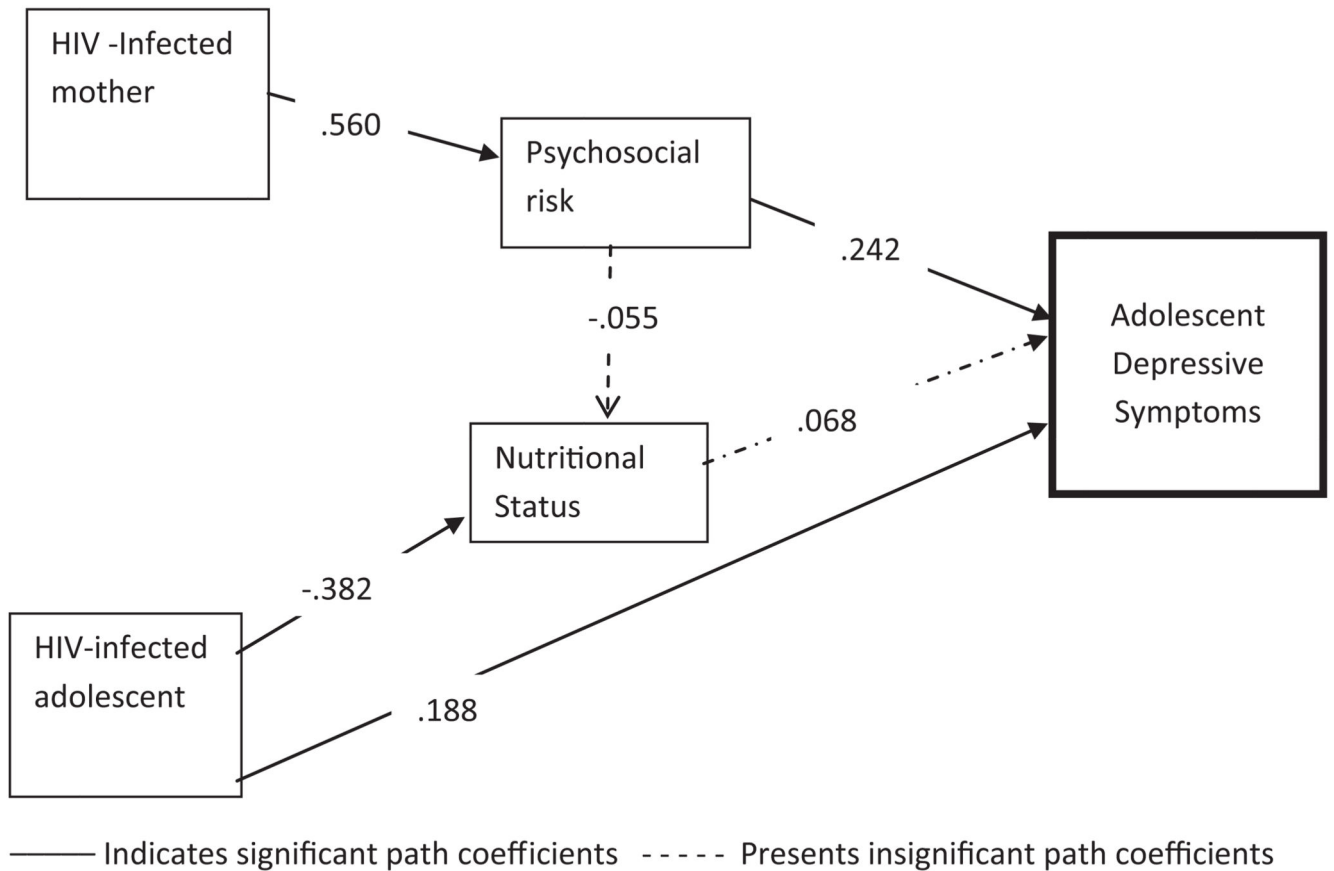 HIV -Infected
mother
.560
Psychosocial
risk
.242
-.055
Adolescent
Depressive
Symptoms
.068
Nutritional
Status
-.382
HIV-infected
adolescent
.188
Indicates significant path coefficients ----- Presents insignificant path coefficients